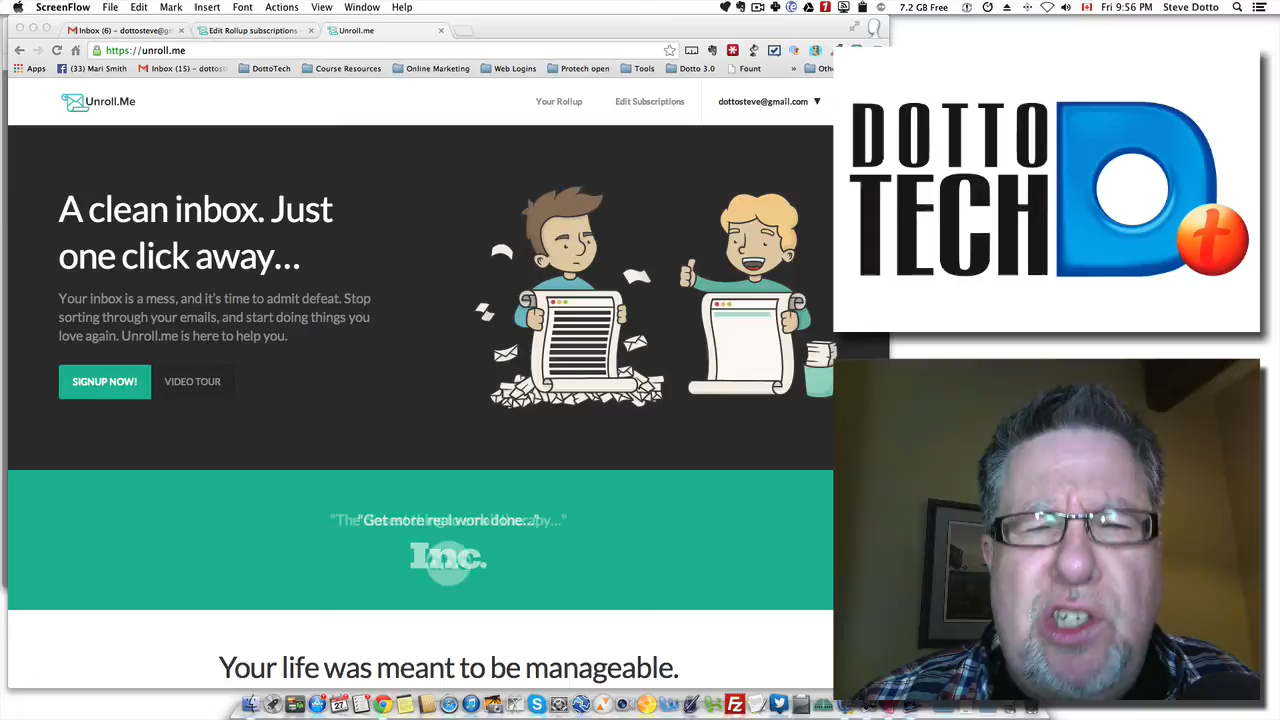 ScreenFlow File Edit Mark Insert Font Actions View Window Help 7.2 GB Free Fri 9:56 PM Steve Dotto
Inbox (6) – dottosteve@gm Edit Rollup subscriptions - Unroll.me
https://unroll.me
Apps (33) Mari Smith Inbox (15) – dottost DottoTech Course Resources Online Marketing Web Logins Protech open Tools Dotto 3.0 Fount » Oth
Unroll.Me Your Rollup Edit Subscriptions dottosteve@gmail.com ▼
A clean inbox. Just
one click away...
Your inbox is a mess, and it's time to admit defeat. Stop
sorting through your emails, and start doing things you
love again. Unroll.me is here to help you.
SIGNUP NOW! VIDEO TOUR
"Get more real work done..."
Inc.
Your life was meant to be manageable.
DOTTO
TECH
D
t